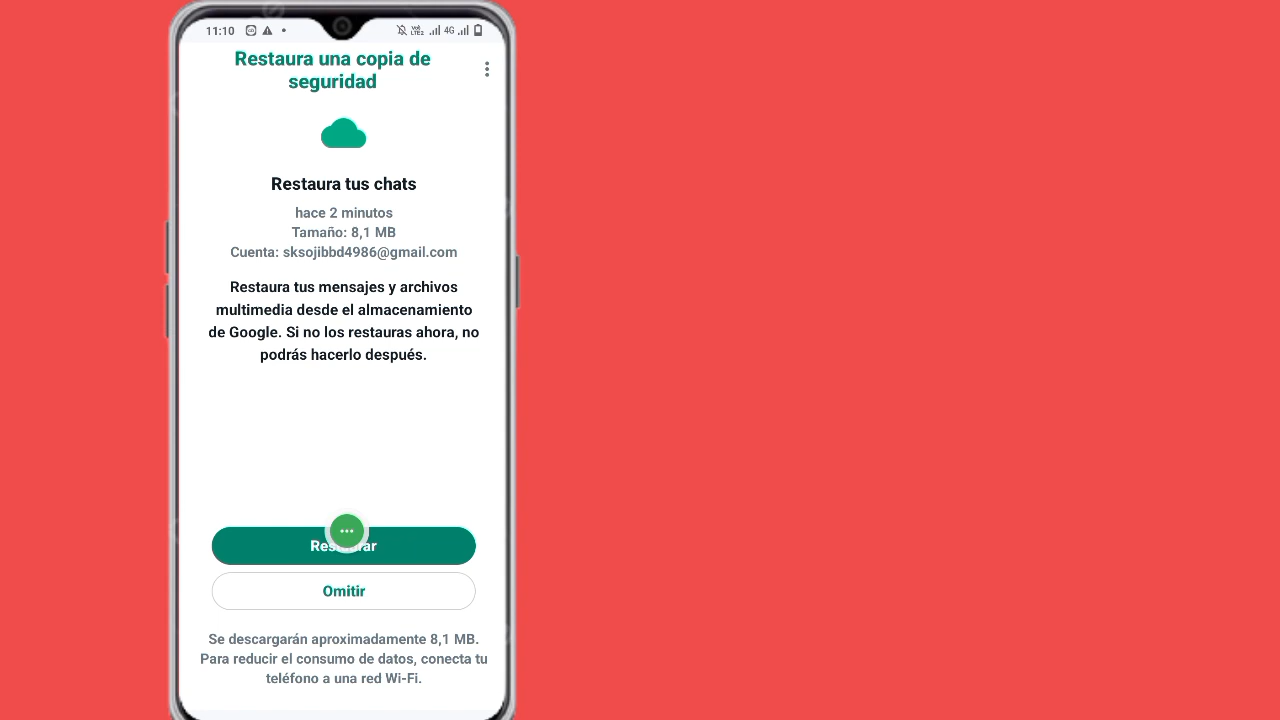 11:10
4G
Restaura una copia de
seguridad
Restaura tus chats
hace 2 minutos
Tamaño: 8,1 MB
Cuenta: sksojibbd4986@gmail.com
Restaura tus mensajes y archivos
multimedia desde el almacenamiento
de Google. Si no los restauras ahora, no
podrás hacerlo después.
Restaurar
Omitir
Se descargarán aproximadamente 8,1 MB.
Para reducir el consumo de datos, conecta tu
teléfono a una red Wi-Fi.